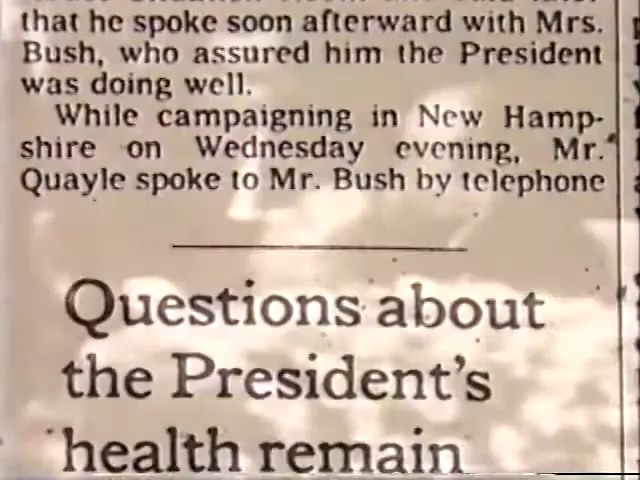 that he spoke soon afterward with Mrs.
Bush, who assured him the President
was doing well.
While campaigning in New Hamp-
shire on Wednesday evening, Mr.
Quayle spoke to Mr. Bush by telephone
Questions about
the President's
health remain